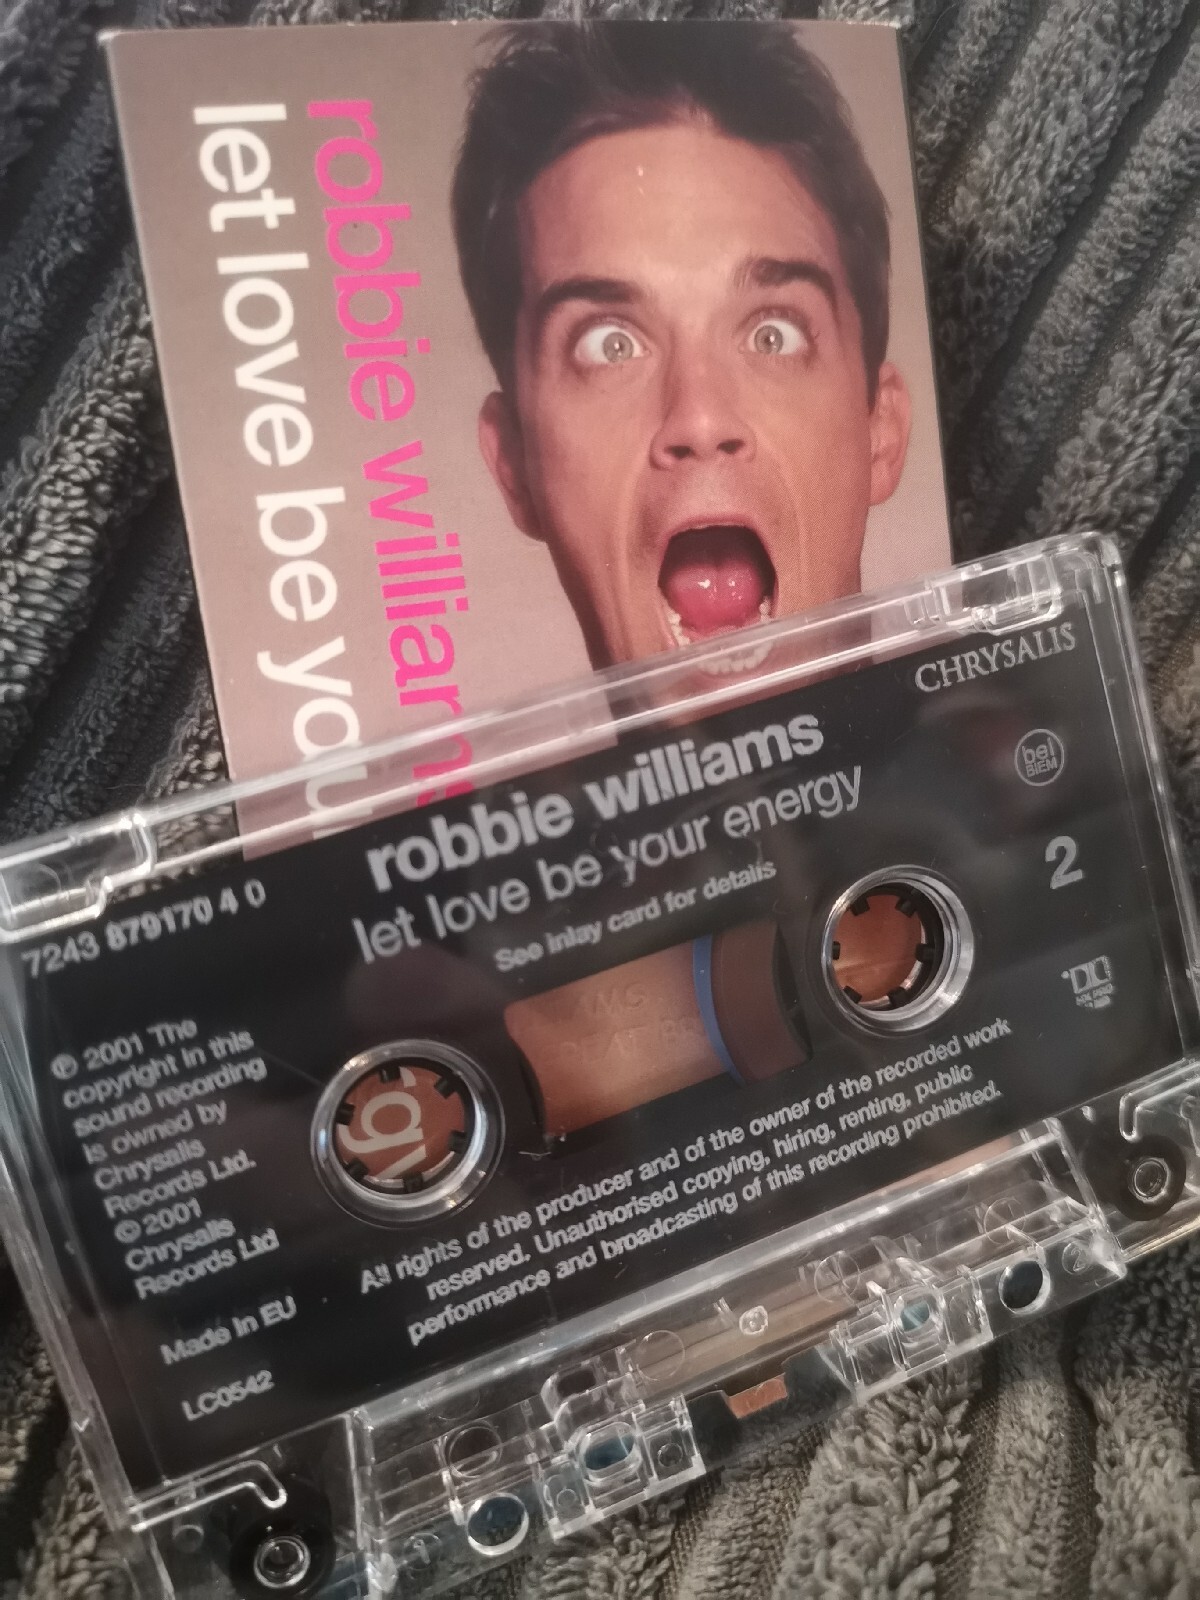 robbie williams
let love be your
CHRYSALIS
robbie williams
let love be your energy
See inlay card for details
bel
BIEM
2
7243 879170 4 0
℗ 2001 The
copyright in this
sound recording
is owned by
Chrysalis
Records Ltd.
© 2001
Chrysalis
Records Ltd
Made in EU
LC0542
All rights of the producer and of the owner of the recorded work
reserved. Unauthorised copying, hiring, renting, public
performance and broadcasting of this recording prohibited.